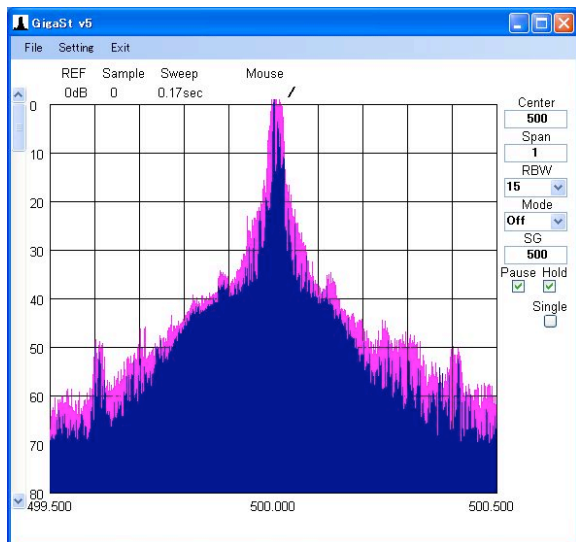 GigaSt v5
File Setting Exit
REF Sample Sweep Mouse
0dB 0 0.17sec /
0
10
20
30
40
50
60
70
80
499.500 500.000 500.500
Center
500
Span
1
RBW
15
Mode
Off
SG
500
Pause Hold
Single